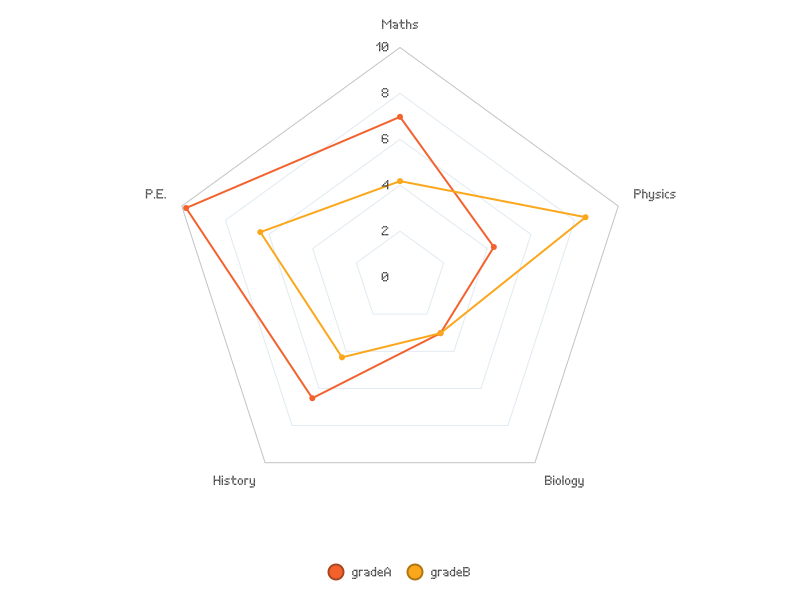 Maths
10
8
6
4
2
0
P.E.
Physics
History
Biology
gradeA
gradeB